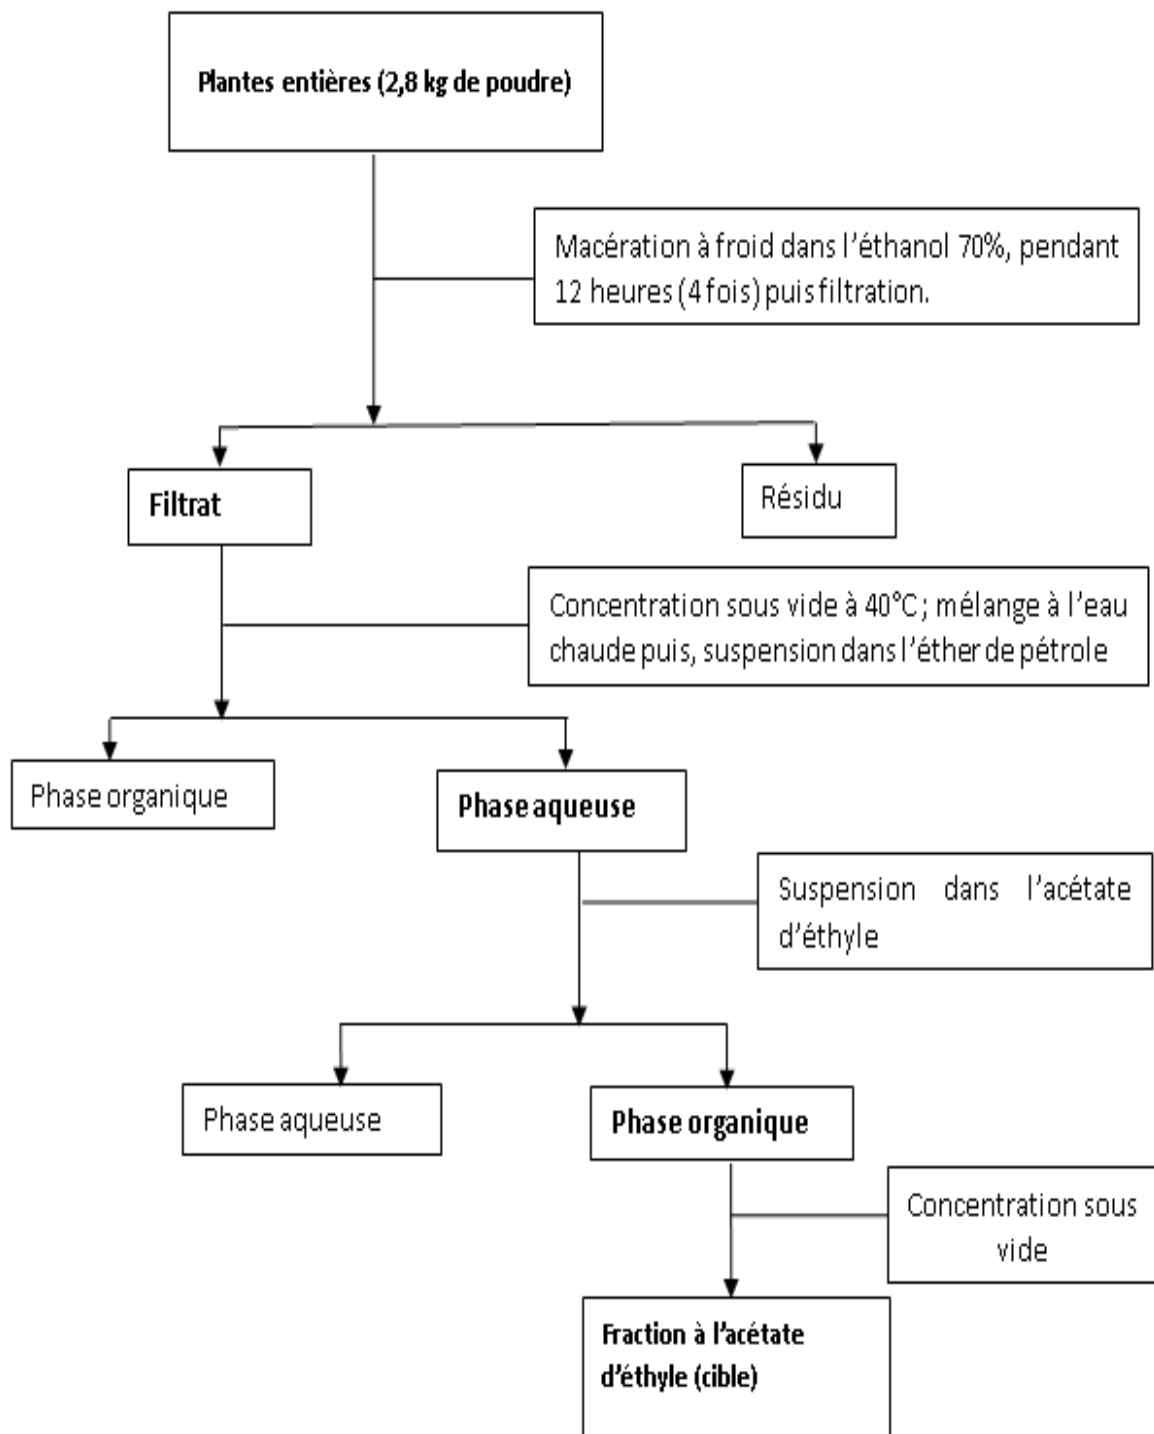 Plantes entières (2,8 kg de poudre)
Macération à froid dans l'éthanol 70%, pendant
12 heures (4 fois) puis filtration.
Filtrat
Résidu
Concentration sous vide à 40°C ; mélange à l'eau
chaude puis, suspension dans l'éther de pétrole
Phase organique
Phase aqueuse
Suspension dans l'acétate
d'éthyle
Phase aqueuse
Phase organique
Concentration sous
vide
Fraction à l'acétate
d'éthyle (cible)